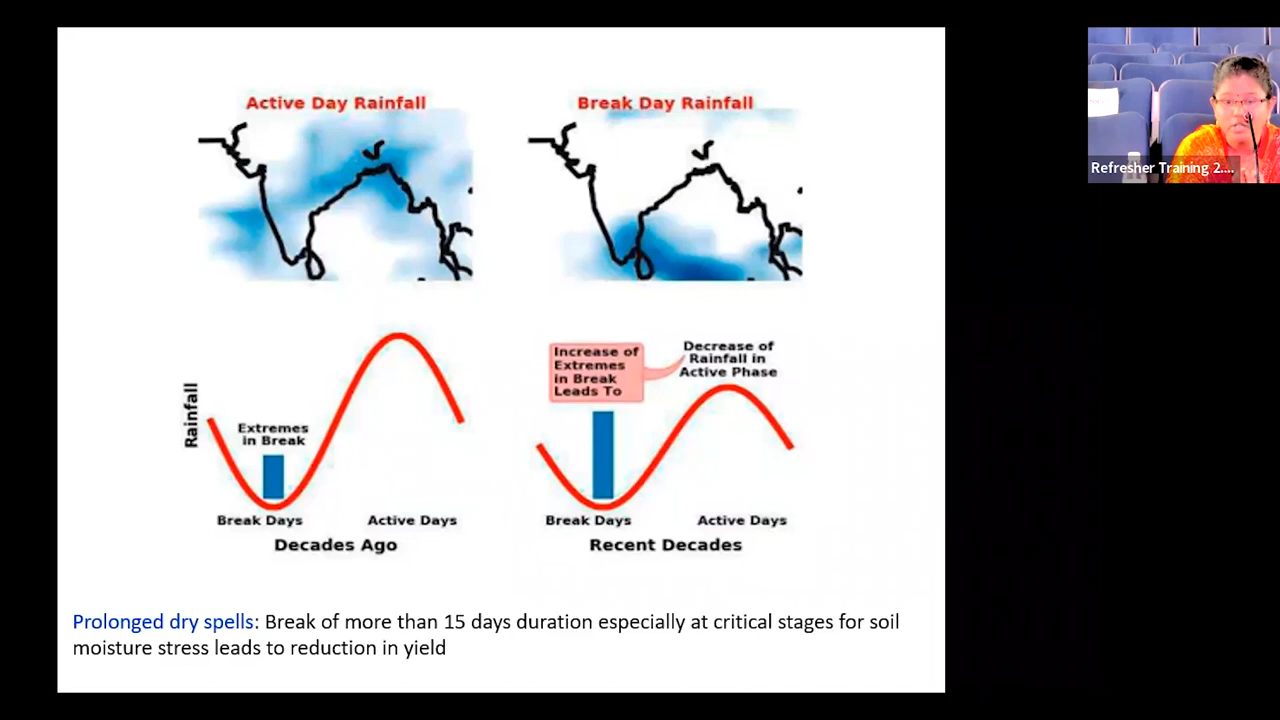 Active Day Rainfall
Break Day Rainfall
Rainfall
Extremes
in Break
Break Days
Active Days
Decades Ago
Increase of
Extremes
in Break
Leads To
Decrease of
Rainfall in
Active Phase
Break Days
Active Days
Recent Decades
Prolonged dry spells: Break of more than 15 days duration especially at critical stages for soil
moisture stress leads to reduction in yield
Refresher Training 2....